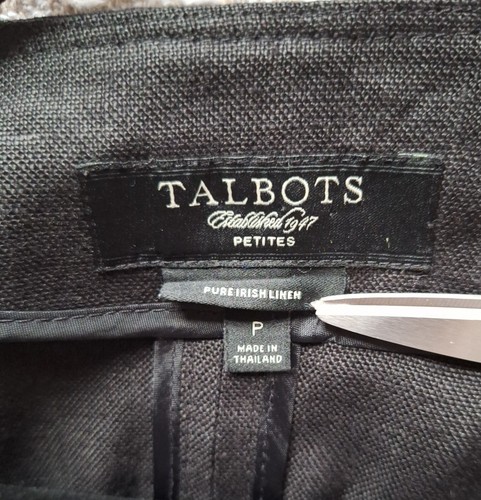 TALBOTS
Established 1947
PETITES
PURE IRISH LINEN
P
MADE IN
THAILAND